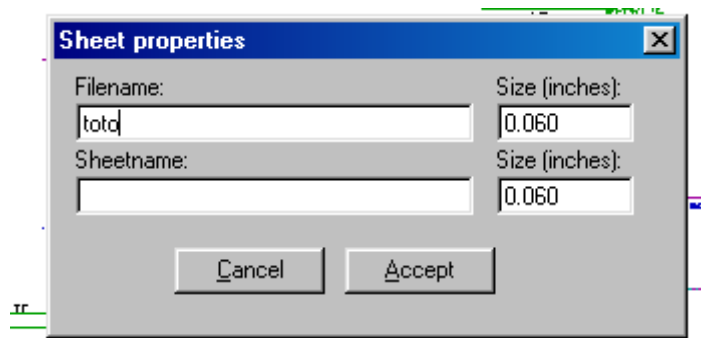 Sheet properties
Filename: Size (inches):
toto 0.060
Sheetname: Size (inches):
0.060
Cancel Accept